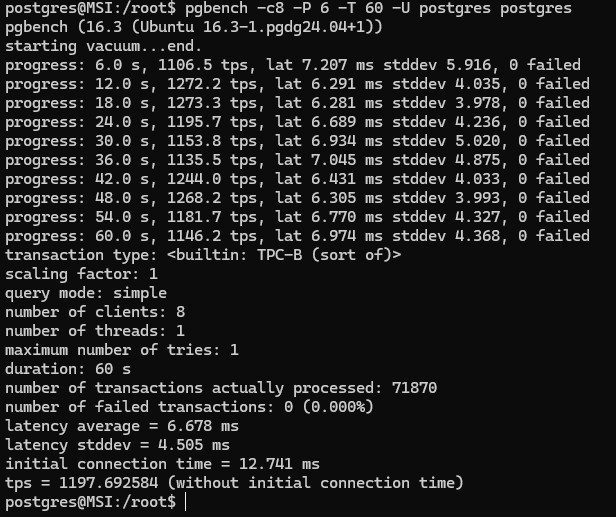 postgres@MSI:/root$ pgbench -c8 -P 6 -T 60 -U postgres postgres
pgbench (16.3 (Ubuntu 16.3-1.pgdg24.04+1))
starting vacuum...end.
progress: 6.0 s, 1106.5 tps, lat 7.207 ms stddev 5.916, 0 failed
progress: 12.0 s, 1272.2 tps, lat 6.291 ms stddev 4.035, 0 failed
progress: 18.0 s, 1273.3 tps, lat 6.281 ms stddev 3.978, 0 failed
progress: 24.0 s, 1195.7 tps, lat 6.689 ms stddev 4.236, 0 failed
progress: 30.0 s, 1153.8 tps, lat 6.934 ms stddev 5.020, 0 failed
progress: 36.0 s, 1135.5 tps, lat 7.045 ms stddev 4.875, 0 failed
progress: 42.0 s, 1244.0 tps, lat 6.431 ms stddev 4.033, 0 failed
progress: 48.0 s, 1268.2 tps, lat 6.305 ms stddev 3.993, 0 failed
progress: 54.0 s, 1181.7 tps, lat 6.770 ms stddev 4.327, 0 failed
progress: 60.0 s, 1146.2 tps, lat 6.974 ms stddev 4.368, 0 failed
transaction type: <builtin: TPC-B (sort of)>
scaling factor: 1
query mode: simple
number of clients: 8
number of threads: 1
maximum number of tries: 1
duration: 60 s
number of transactions actually processed: 71870
number of failed transactions: 0 (0.000%)
latency average = 6.678 ms
latency stddev = 4.505 ms
initial connection time = 12.741 ms
tps = 1197.692584 (without initial connection time)
postgres@MSI:/root$